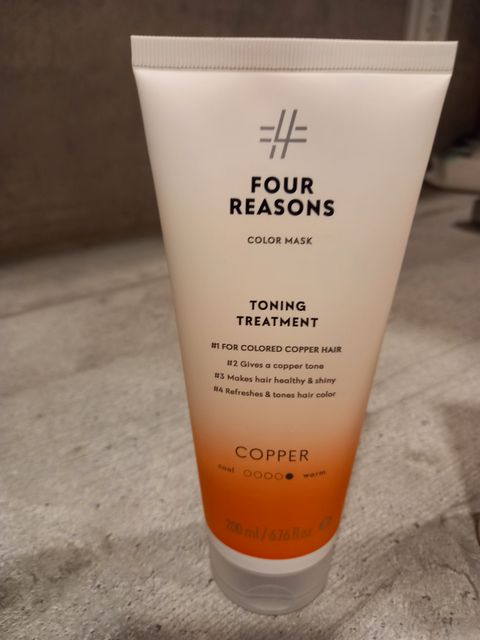 4
FOUR
REASONS
COLOR MASK
TONING
TREATMENT
#1 FOR COLORED COPPER HAIR
#2 Gives a copper tone
#3 Makes hair healthy & shiny
#4 Refreshes & tones hair color
COPPER
cool warm
200 ml / 6.76 fl.oz. e